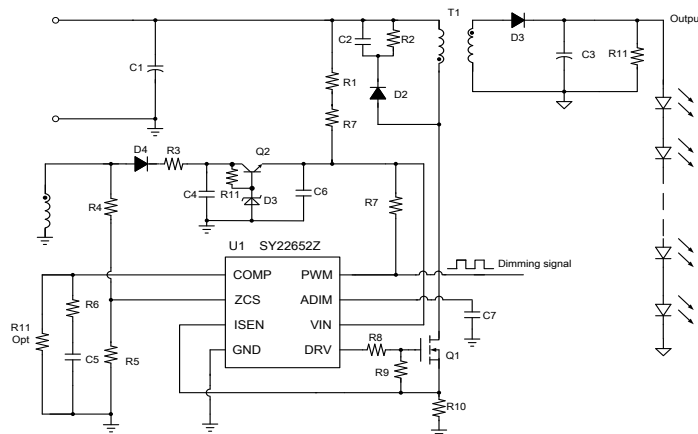 T1
Output
D3
C2
R2
C1
C3
R11
R1
D2
R7
D4
R3
Q2
R4
C4
R11
D3
C6
R7
U1 SY22652Z
Dimming signal
COMP
PWM
ZCS
ADIM
ISEN
VIN
GND
DRV
R6
R11
Opt
C5
R5
C7
R8
R9
Q1
R10